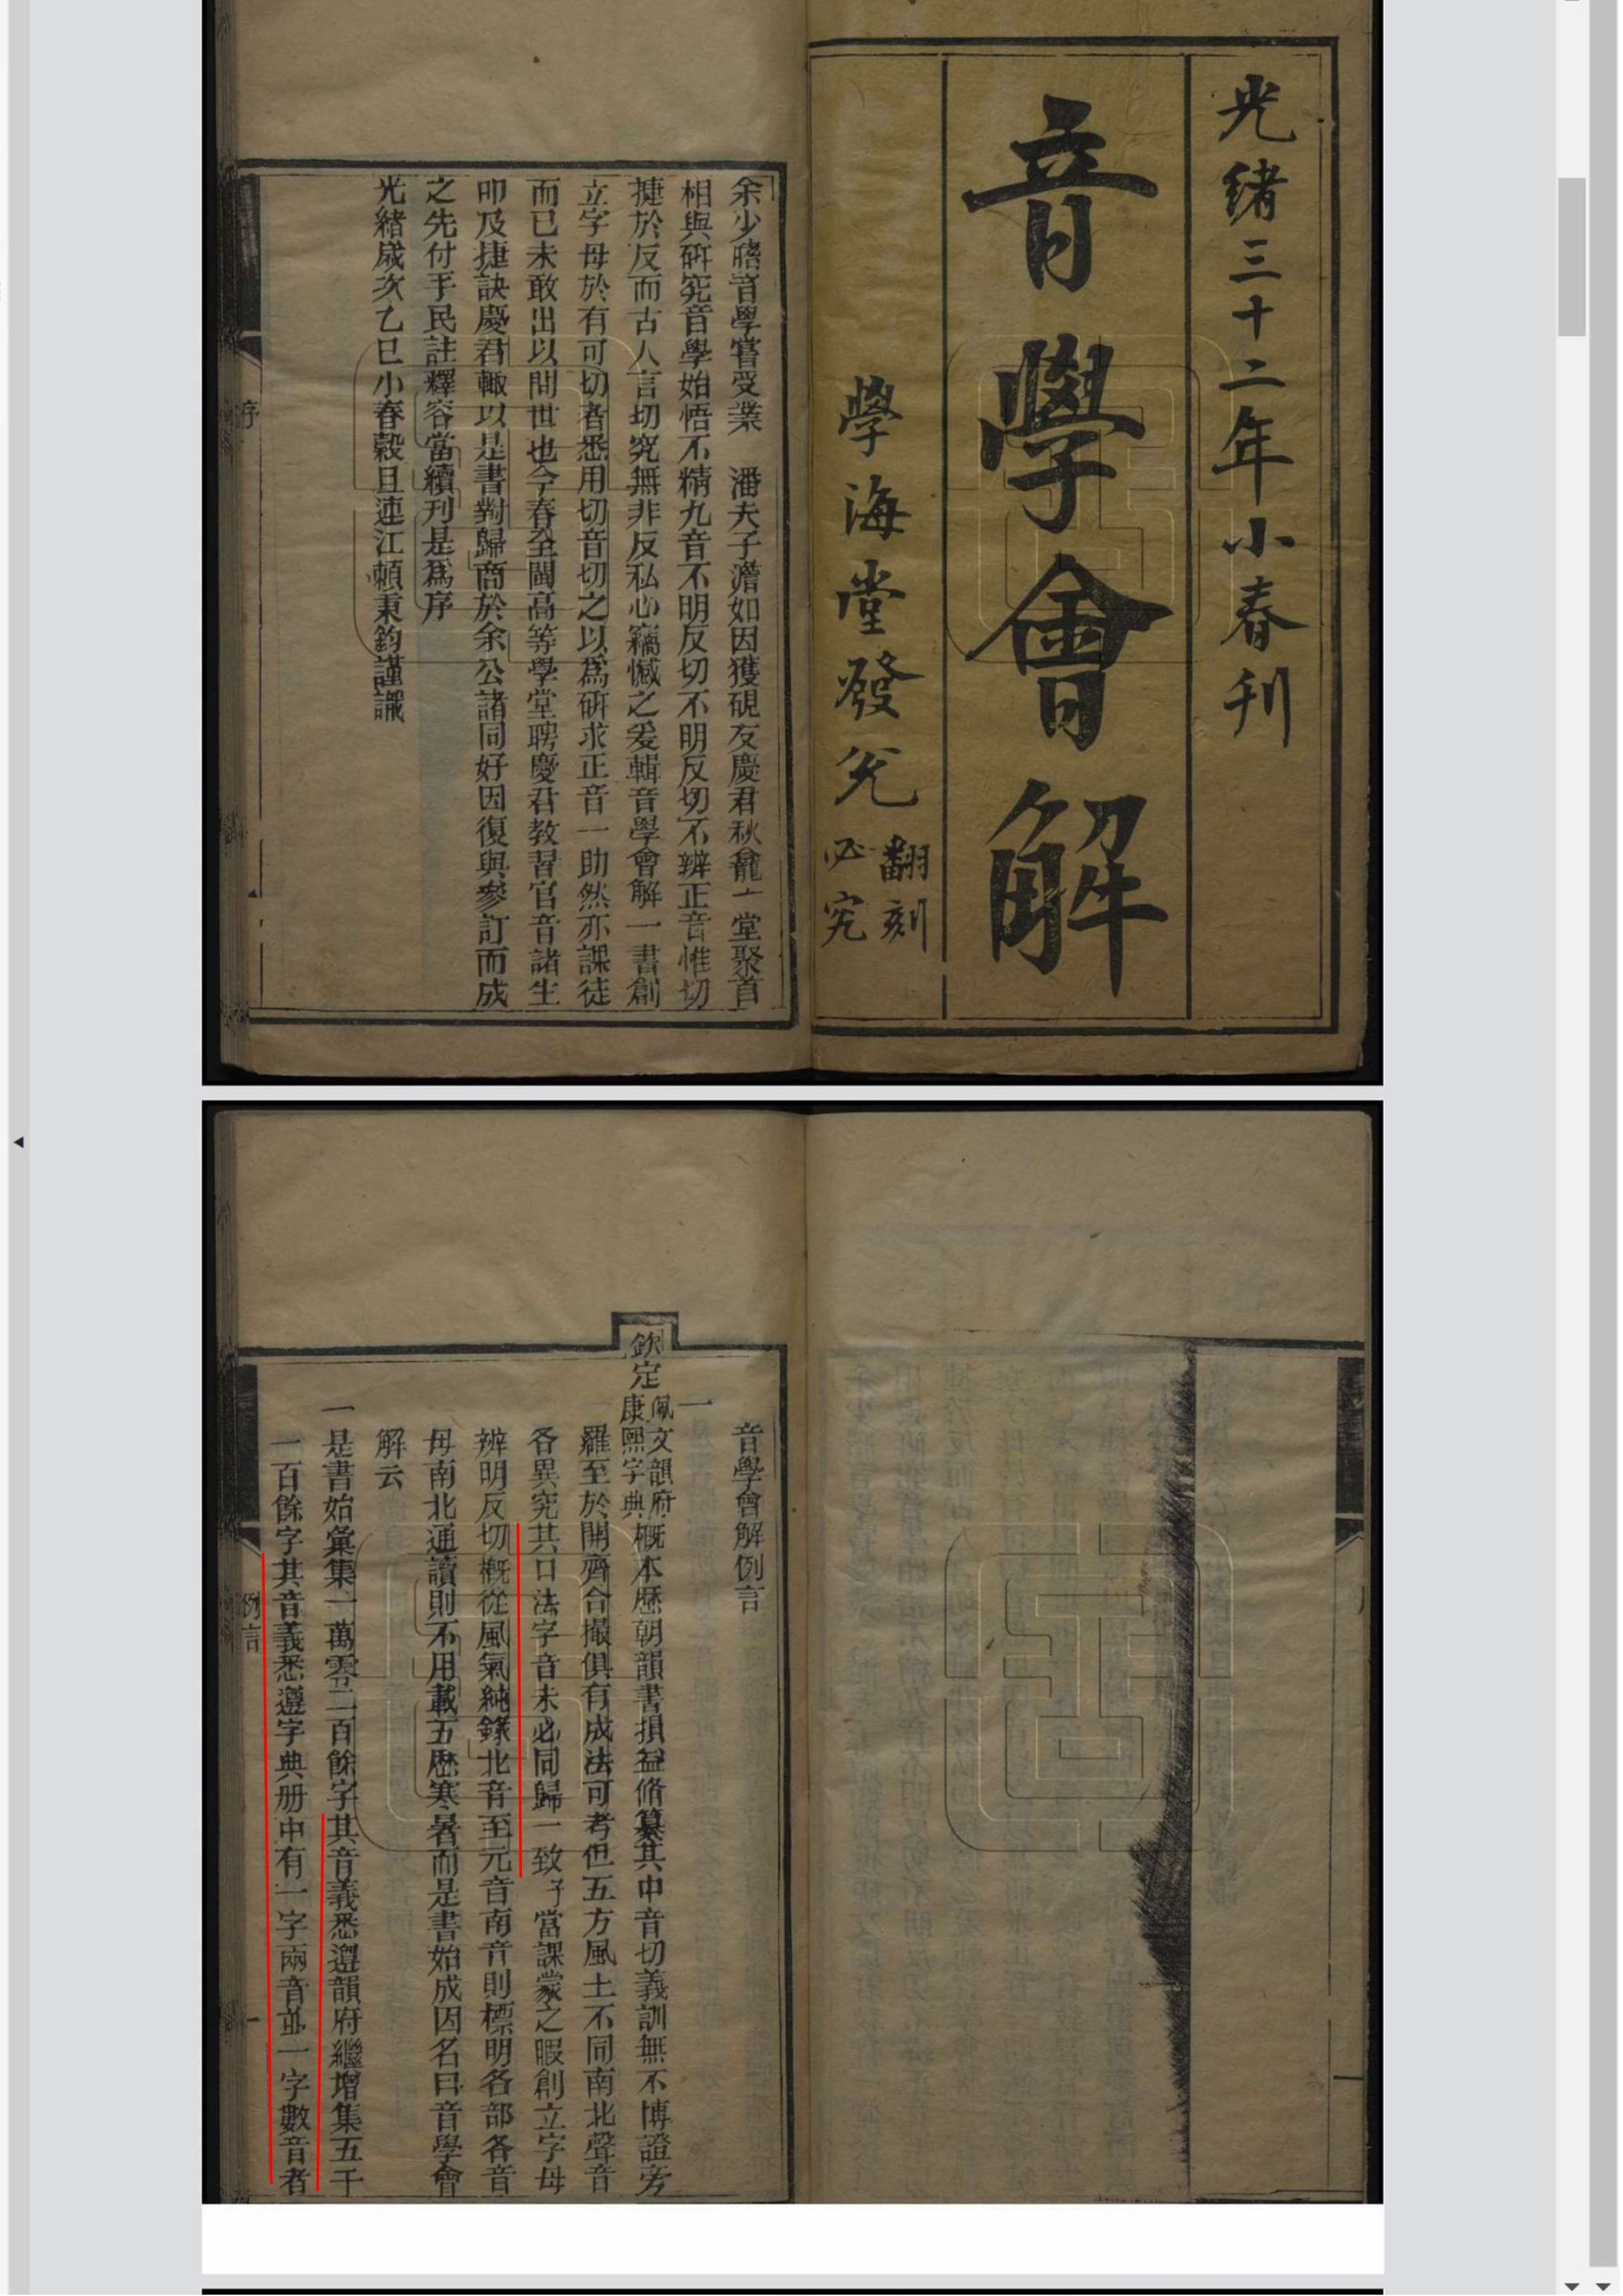 光緒三十二年小春刊
音學會解
學海堂發兌
翻刻
必究
余少嗜音學嘗受業　潘夫子澹如因獲硯友慶君秋龕一堂聚首
相與硏究音學始悟不精九音不明反切不明反切不辨正音惟切
捷於反而古人言切究無非反私心竊憾之爰輯音學會解一書創
立字母於有可切者悉用切音切之以爲硏求正音一助然亦課徒
而已未敢出以問世也今春全閩高等學堂聘慶君教習官音諸生
叩及捷訣慶君輒以是書對歸商於余公諸同好因復與參訂而成
之先付手民註釋容當續刊是爲序
光緒歲次乙巳小春穀旦連江賴秉鈞謹識
序
音學會解例言
一
欽定
佩文韻府
康熙字典
概本歷朝韻書損益脩纂其中音切義訓無不博證旁
羅至於開齊合撮俱有成法可考但五方風土不同南北聲音
各異究其口法字音未必同歸一致予當課蒙之暇創立字母
辨明反切概從風氣純錄北音至元音南音則標明各部各音
母南北通讀則不用載五歷寒暑而是書始成因名曰音學會
解云
一是書始彙集一萬零二百餘字其音義悉遵韻府繼增集五千
一百餘字其音義悉遵字典册中有一字兩音並一字數音者
例言
一